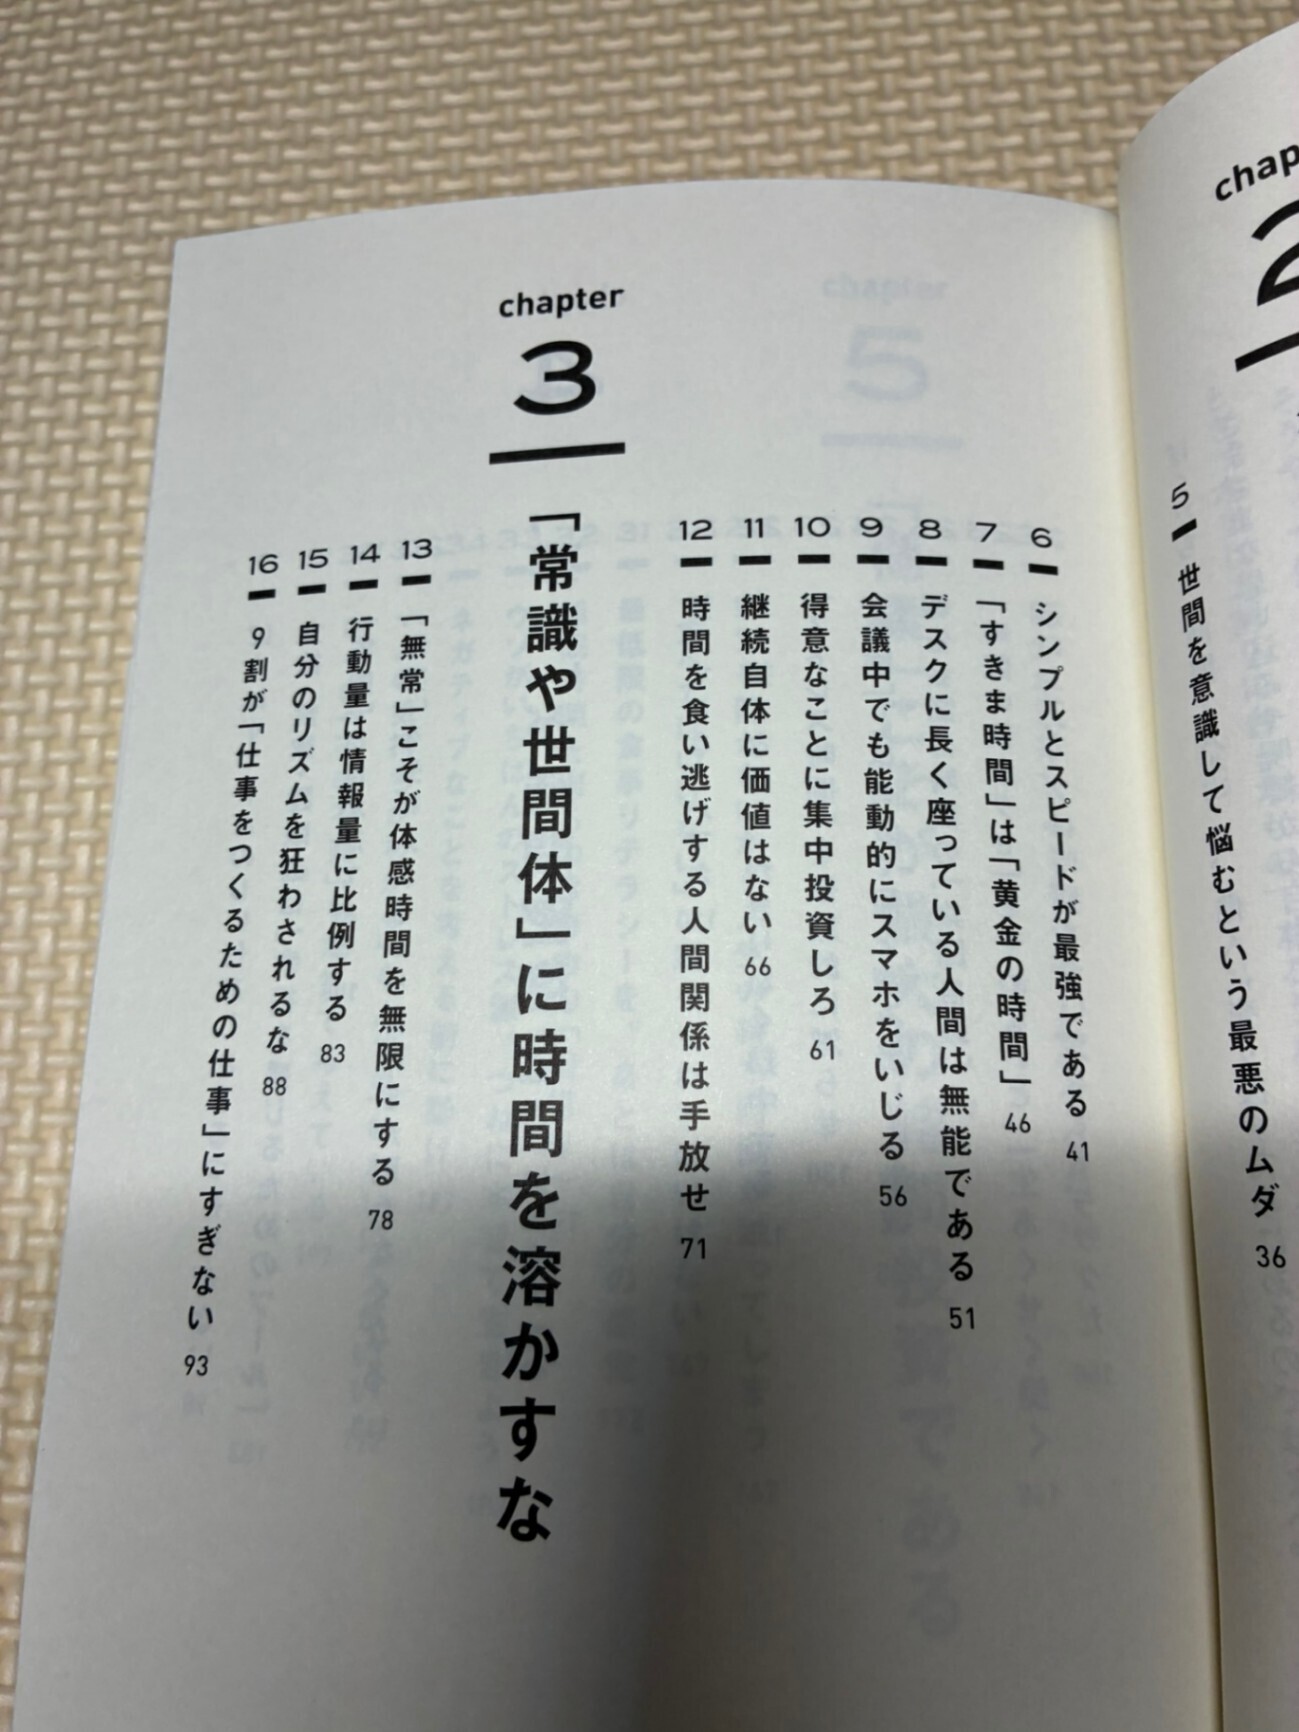 chap
2
5 世間を意識して悩むという最悪のムダ 36
6 シンプルとスピードが最強である 41
7 「すきま時間」は「黄金の時間」 46
8 デスクに長く座っている人間は無能である 51
9 会議中でも能動的にスマホをいじる 56
10 得意なことに集中投資しろ 61
11 継続自体に価値はない 66
12 時間を食い逃げする人間関係は手放せ 71
chapter
3
「常識や世間体」に時間を溶かすな
13 「無常」こそが体感時間を無限にする 78
14 行動量は情報量に比例する 83
15 自分のリズムを狂わされるな 88
16 9割が「仕事をつくるための仕事」にすぎない 93